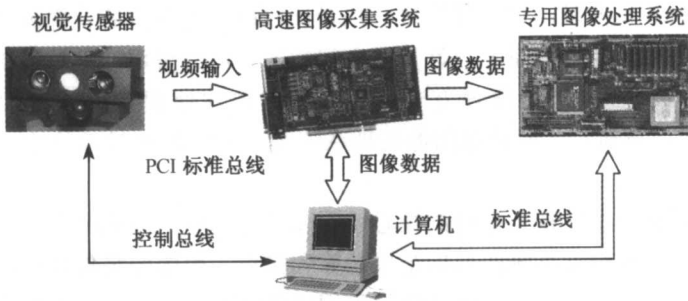 视觉传感器
高速图像采集系统
专用图像处理系统
视频输入
图像数据
PCI 标准总线
图像数据
计算机
标准总线
控制总线